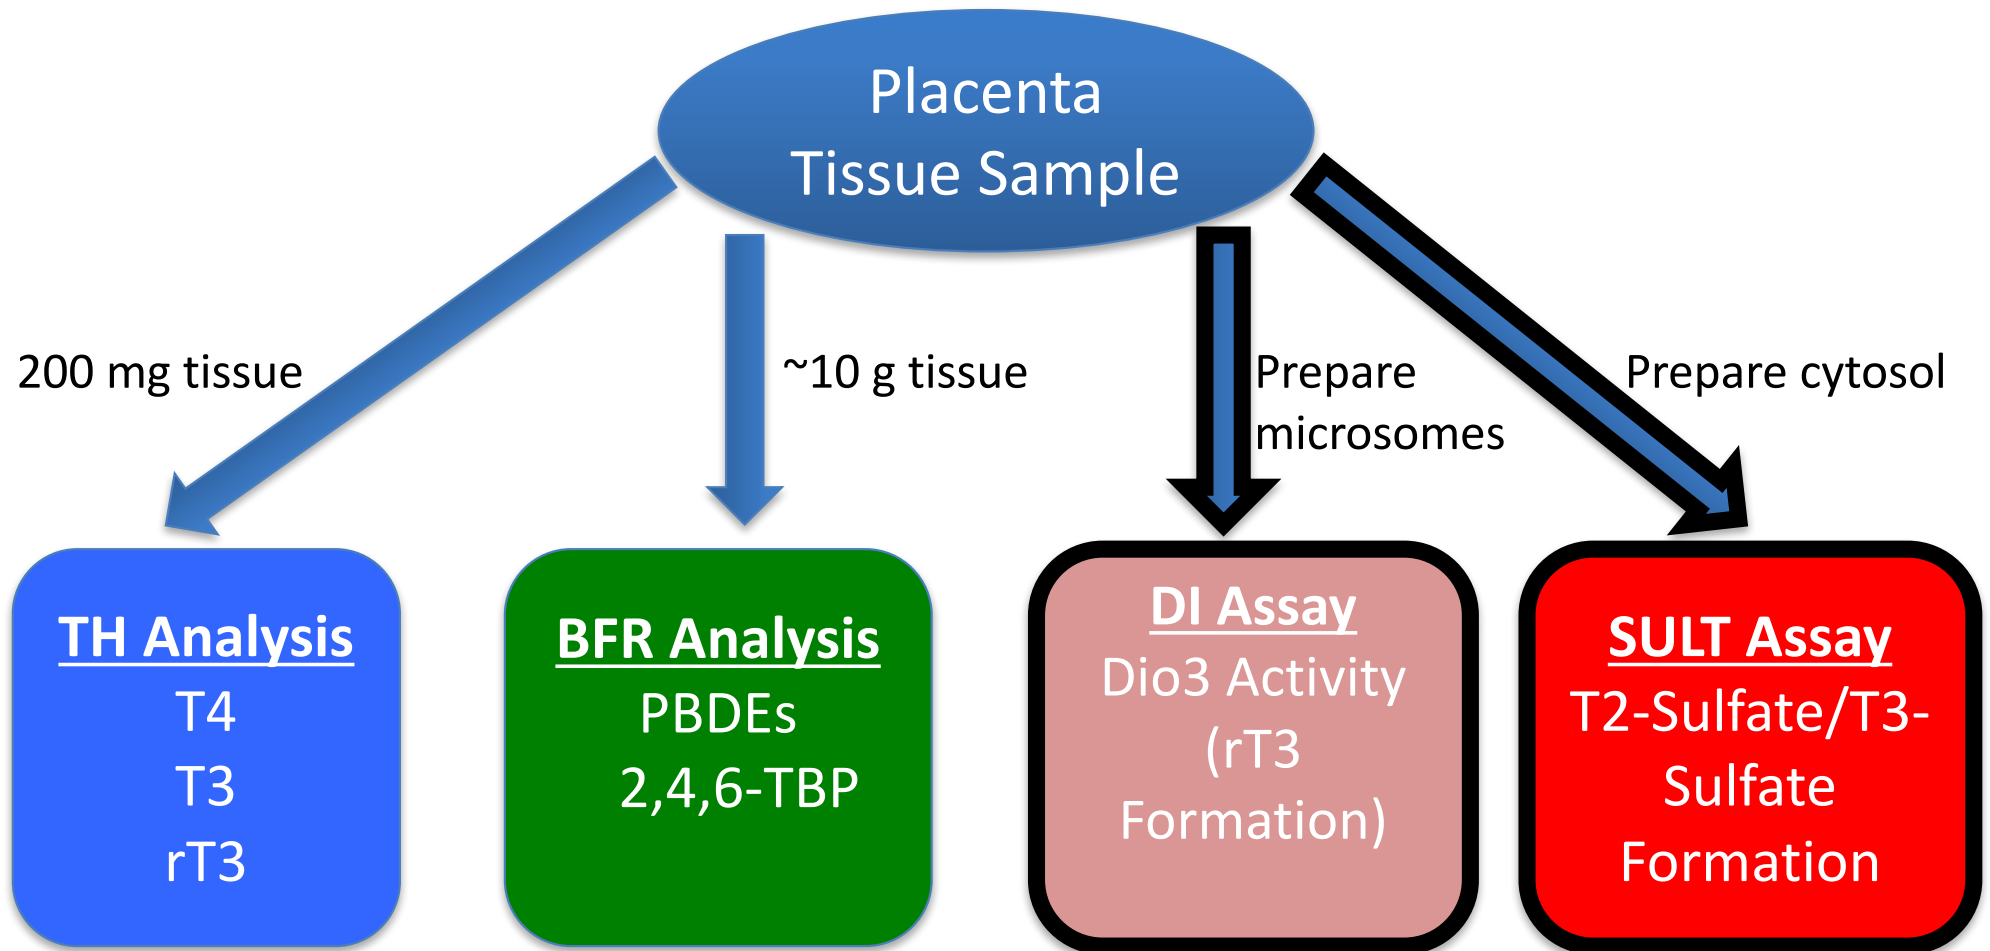 Placenta
Tissue Sample
200 mg tissue
~10 g tissue
Prepare
microsomes
Prepare cytosol
TH Analysis
T4
T3
rT3
BFR Analysis
PBDEs
2,4,6-TBP
DI Assay
Dio3 Activity
(rT3
Formation)
SULT Assay
T2-Sulfate/T3-
Sulfate
Formation